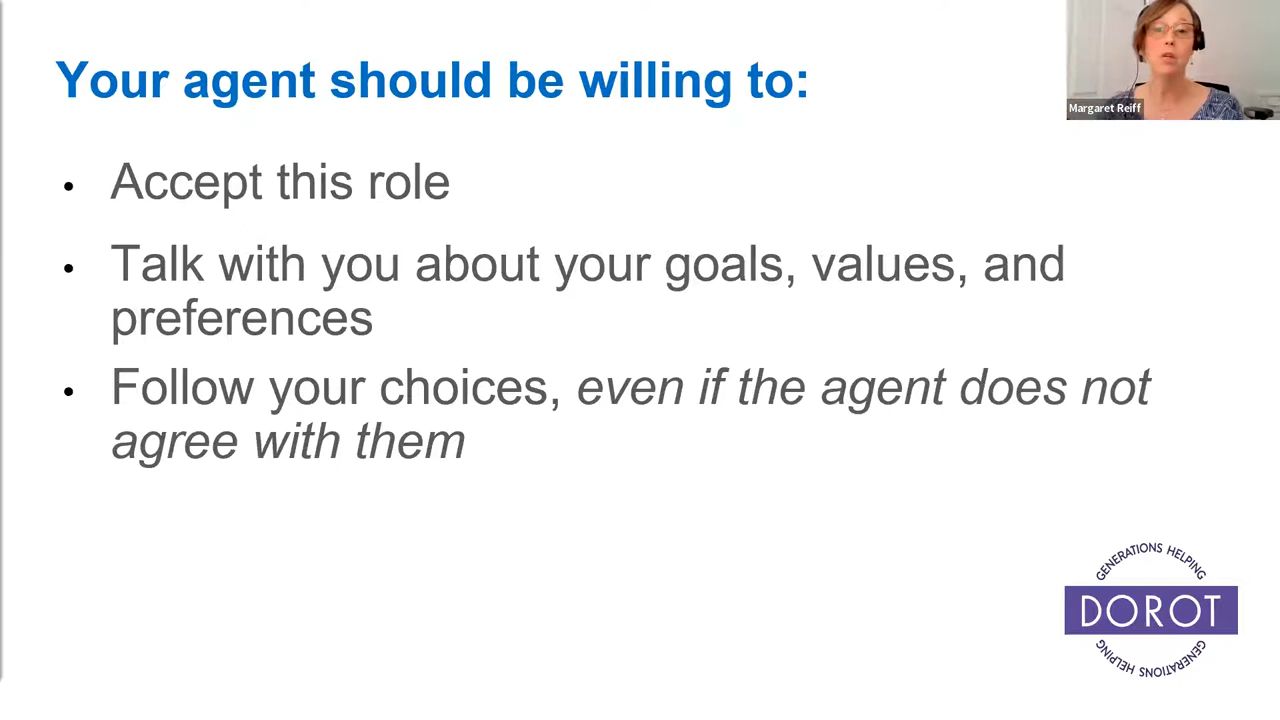 Your agent should be willing to:
Margaret Reiff
• Accept this role
• Talk with you about your goals, values, and
preferences
• Follow your choices, even if the agent does not
agree with them
GENERATIONS HELPING
DOROT
GENERATIONS HELPING